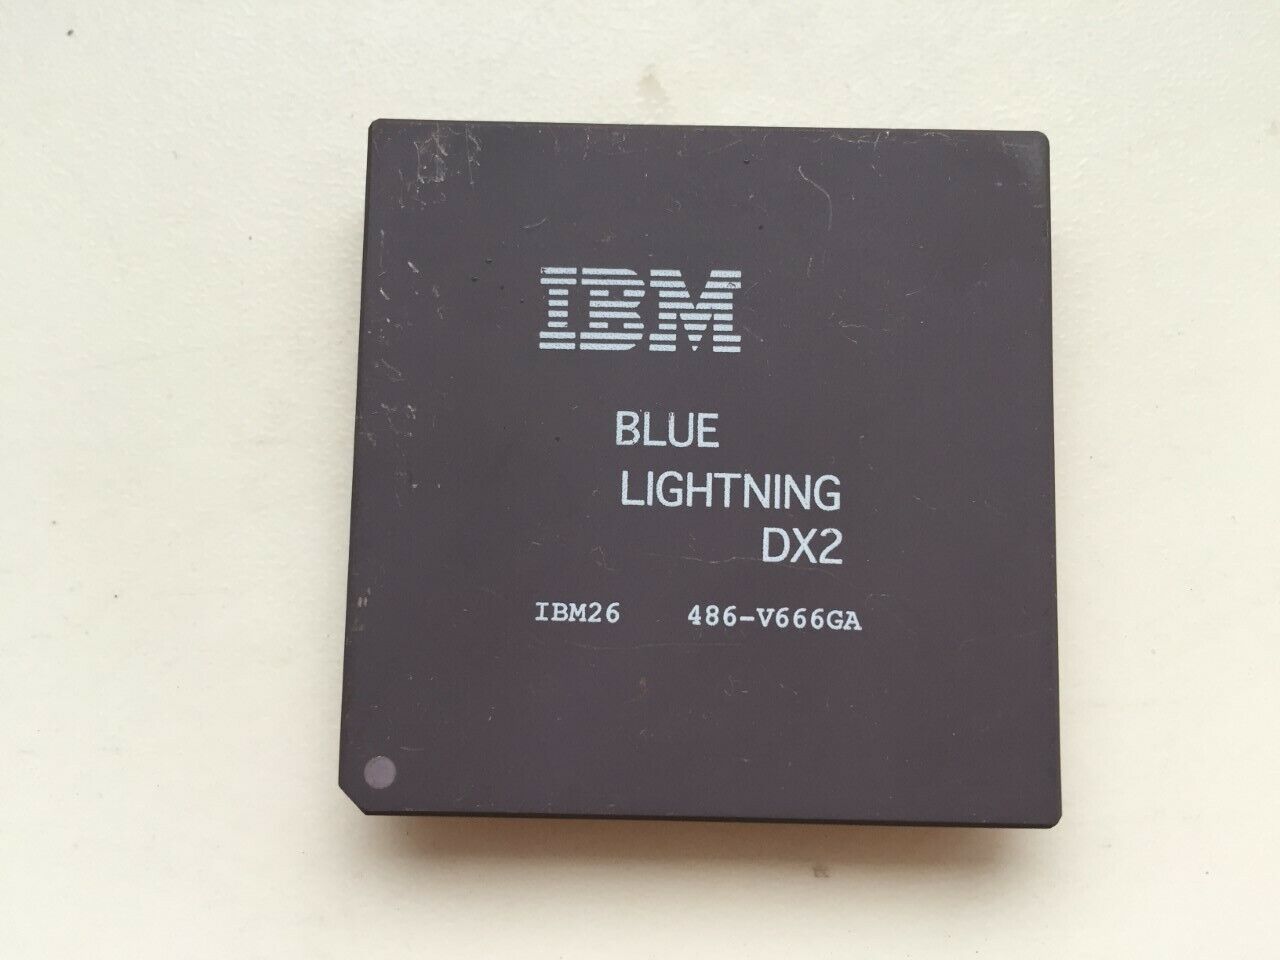 IBM
BLUE
LIGHTNING
DX2
IBM26 486-V666GA